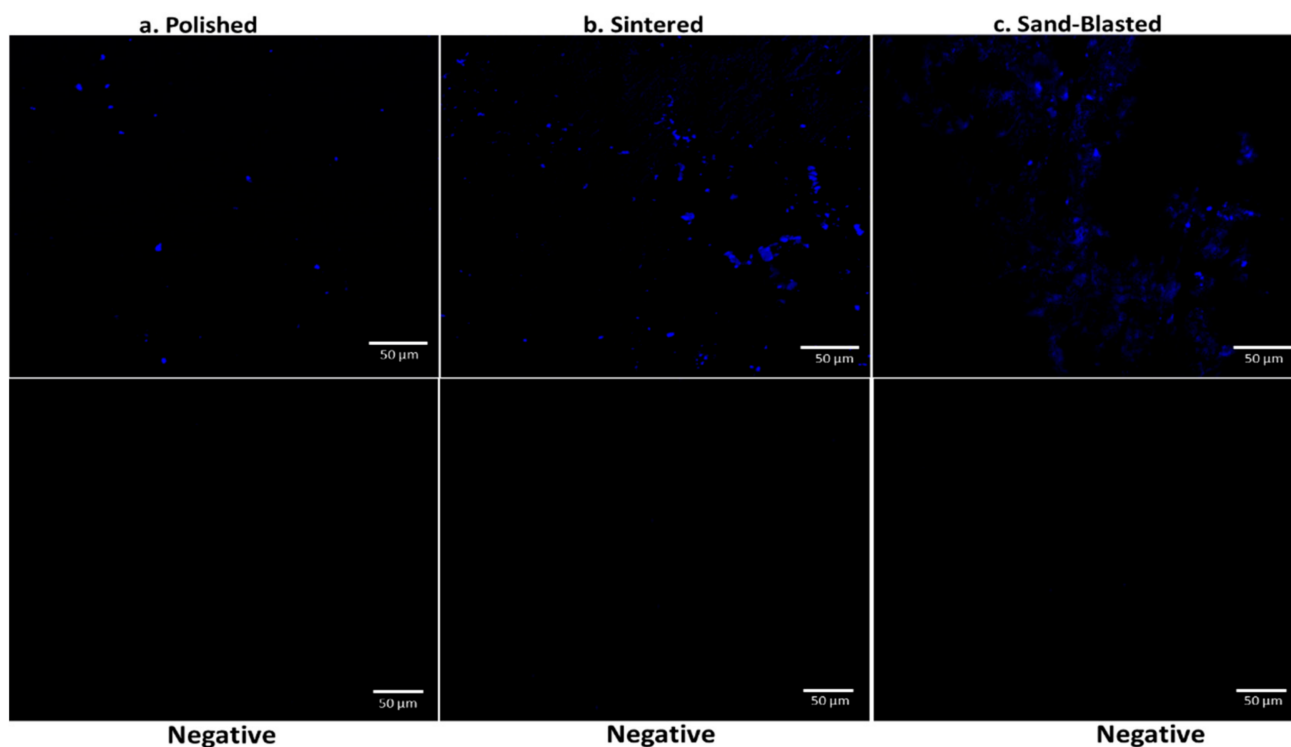 a. Polished
b. Sintered
c. Sand-Blasted
50 µm
50 µm
50 µm
50 µm
50 µm
50 µm
Negative
Negative
Negative